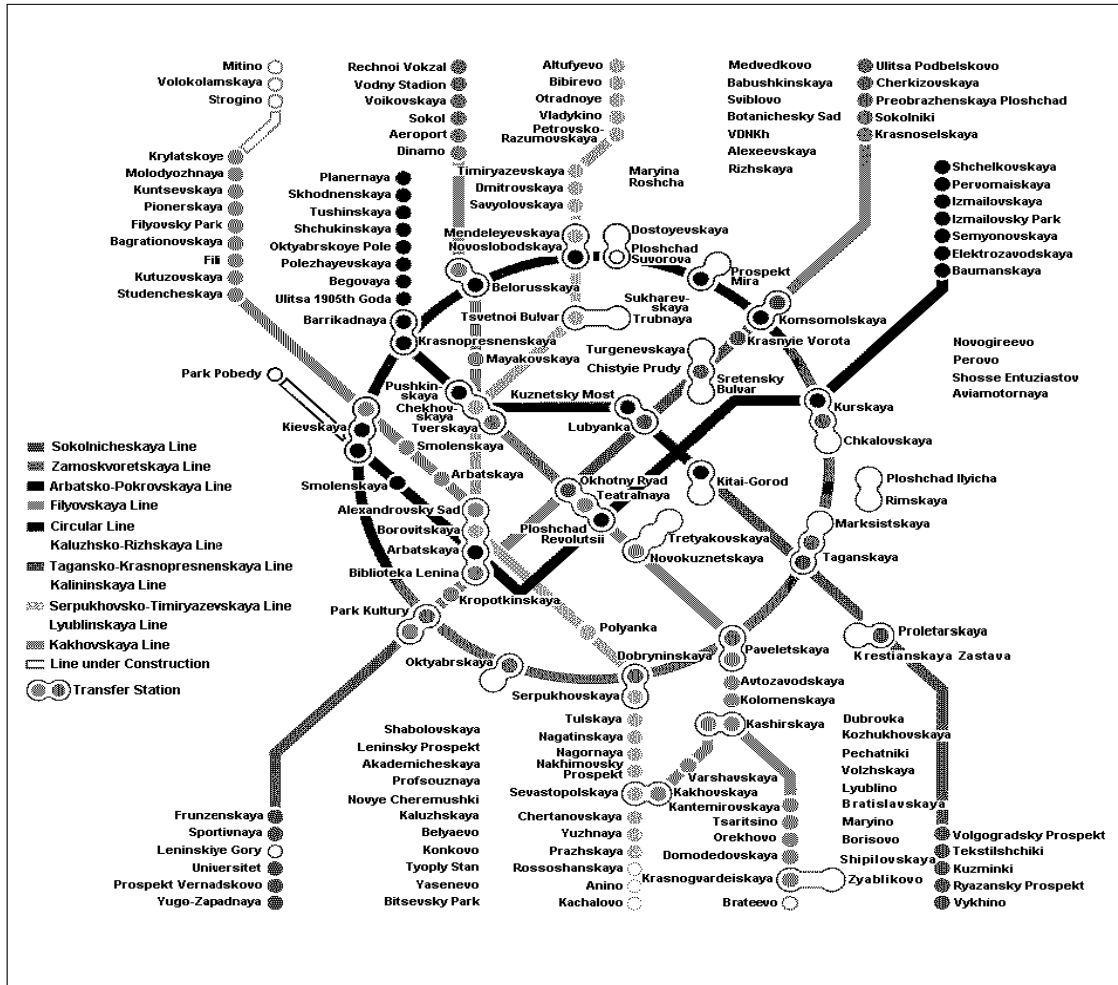 Mitino
Volokolamskaya
Strogino
Krylatskoye
Molodyozhnaya
Kuntsevskaya
Pionerskaya
Filyovsky Park
Bagrationovskaya
Fili
Kutuzovskaya
Studencheskaya
Rechnoi Vokzal
Vodny Stadion
Voikovskaya
Sokol
Aeroport
Dinamo
Planernaya
Skhodnenskaya
Tushinskaya
Shchukinskaya
Oktyabrskoye Pole
Polezhayevskaya
Begovaya
Ulitsa 1905th Goda
Barrikadnaya
Krasnopresnenskaya
Belorusskaya
Altufyevo
Bibirevo
Otradnoye
Vladykino
Petrovsko-
Razumovskaya
Timiryazevskaya
Dmitrovskaya
Savyolovskaya
Mendeleyevskaya
Novoslobodskaya
Maryina
Roshcha
Dostoyevskaya
Ploshchad
Suvorova
Medvedkovo
Babushkinskaya
Sviblovo
Botanichesky Sad
VDNKh
Alexeevskaya
Rizhskaya
Prospekt
Mira
Ulitsa Podbelskovo
Cherkizovskaya
Preobrazhenskaya Ploshchad
Sokolniki
Krasnoselskaya
Komsomolskaya
Krasnyie Vorota
Shchelkovskaya
Pervomaiskaya
Izmailovskaya
Izmailovsky Park
Semyonovskaya
Elektrozavodskaya
Baumanskaya
Novogireevo
Perovo
Shosse Entuziastov
Aviamotornaya
Tsvetnoi Bulvar
Sukharev-
skaya
Trubnaya
Mayakovskaya
Turgenevskaya
Chistyie Prudy
Sretensky
Bulvar
Park Pobedy
Pushkin-
skaya
Chekhov-
skaya
Tverskaya
Kuznetsky Most
Lubyanka
Kurskaya
Chkalovskaya
Kievskaya
Smolenskaya
Arbatskaya
Smolenskaya
Alexandrovsky Sad
Borovitskaya
Arbatskaya
Biblioteka Lenina
Okhotny Ryad
Teatralnaya
Ploshchad
Revolutsii
Kitai-Gorod
Ploshchad Ilyicha
Rimskaya
Tretyakovskaya
Novokuznetskaya
Marksistskaya
Taganskaya
Kropotkinskaya
Park Kultury
Polyanka
Oktyabrskaya
Dobryninskaya
Serpukhovskaya
Paveletskaya
Proletarskaya
Krestianskaya Zastava
Sokolnicheskaya Line
Zamoskvoretskaya Line
Arbatsko-Pokrovskaya Line
Filyovskaya Line
Circular Line
Kaluzhsko-Rizhskaya Line
Tagansko-Krasnopresnenskaya Line
Kalininskaya Line
Serpukhovsko-Timiryazevskaya Line
Lyublinskaya Line
Kakhovskaya Line
Line under Construction
Transfer Station
Frunzenskaya
Sportivnaya
Leninskiye Gory
Universitet
Prospekt Vernadskovo
Yugo-Zapadnaya
Shabolovskaya
Leninsky Prospekt
Akademicheskaya
Profsouznaya
Novye Cheremushki
Kaluzhskaya
Belyaevo
Konkovo
Tyoply Stan
Yasenevo
Bitsevsky Park
Tulskaya
Nagatinskaya
Nagornaya
Nakhimovsky
Prospekt
Sevastopolskaya
Chertanovskaya
Yuzhnaya
Prazhskaya
Rossoshanskaya
Anino
Kachalovo
Avtozavodskaya
Kolomenskaya
Kashirskaya
Varshavskaya
Kakhovskaya
Kantemirovskaya
Tsaritsino
Orekhovo
Domodedovskaya
Krasnogvardeiskaya
Brateevo
Dubrovka
Kozhukhovskaya
Pechatniki
Volzhskaya
Lyublino
Bratislavskaya
Maryino
Borisovo
Shipilovskaya
Zyablikovo
Volgogradsky Prospekt
Tekstilshchiki
Kuzminki
Ryazansky Prospekt
Vykhino